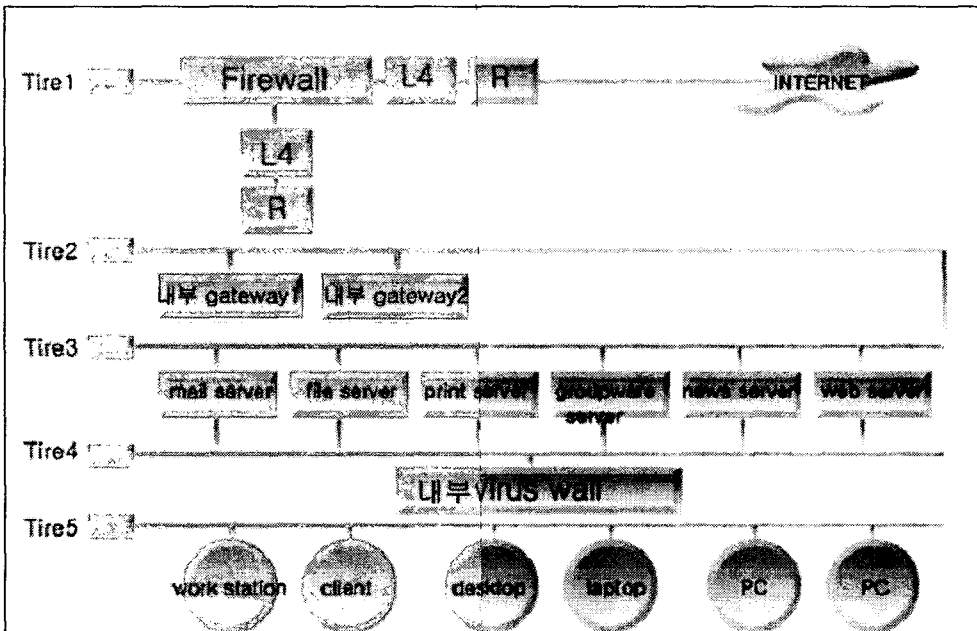 Tire1 Firewall L4 R INTERNET
L4
R
Tire2
내부 gateway1 내부 gateway2
Tire3
mail server file server print server groupware server news server web server
Tire4
내부 virus wall
Tire5
work station client desktop laptop PC PC